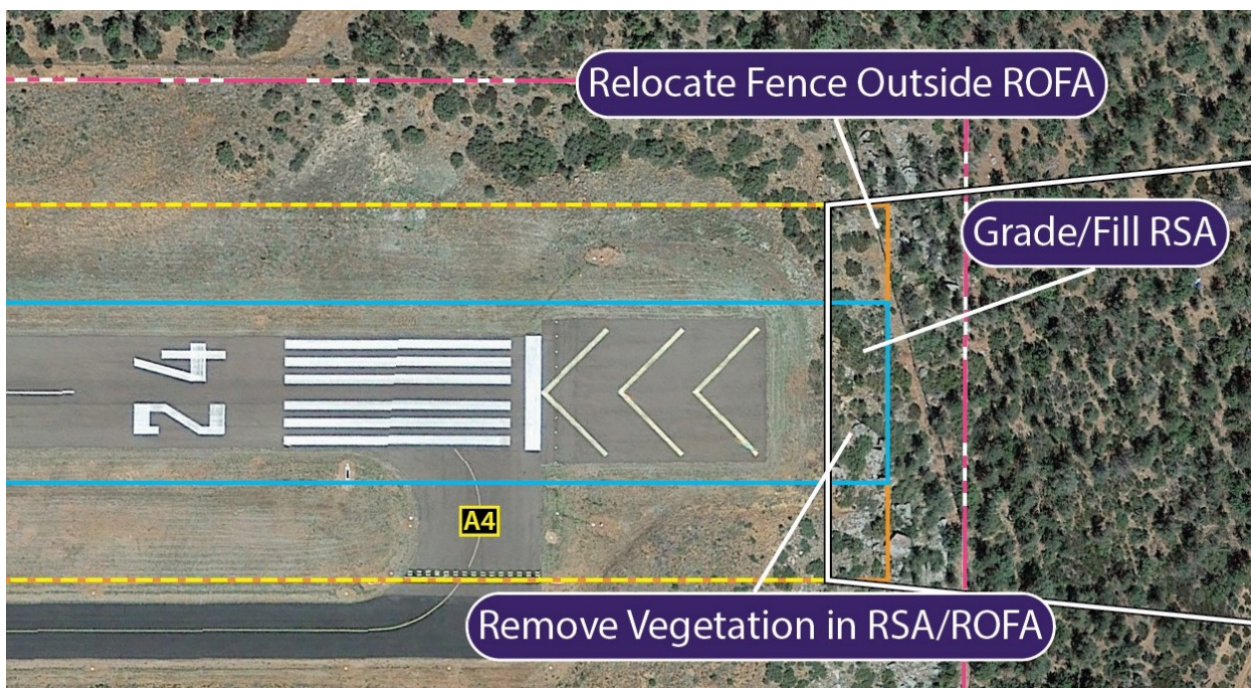 Relocate Fence Outside ROFA
Grade/Fill RSA
24
A4
Remove Vegetation in RSA/ROFA